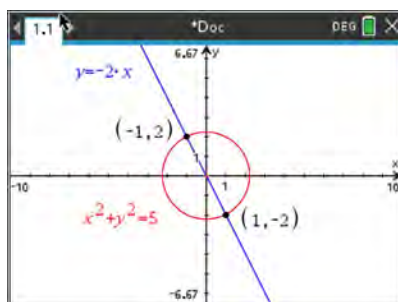 1.1 *Doc DEG
6.67 y
y=-2·x
(-1,2)
1
x
-10 1 10
x²+y²=5
(1,-2)
-6.67